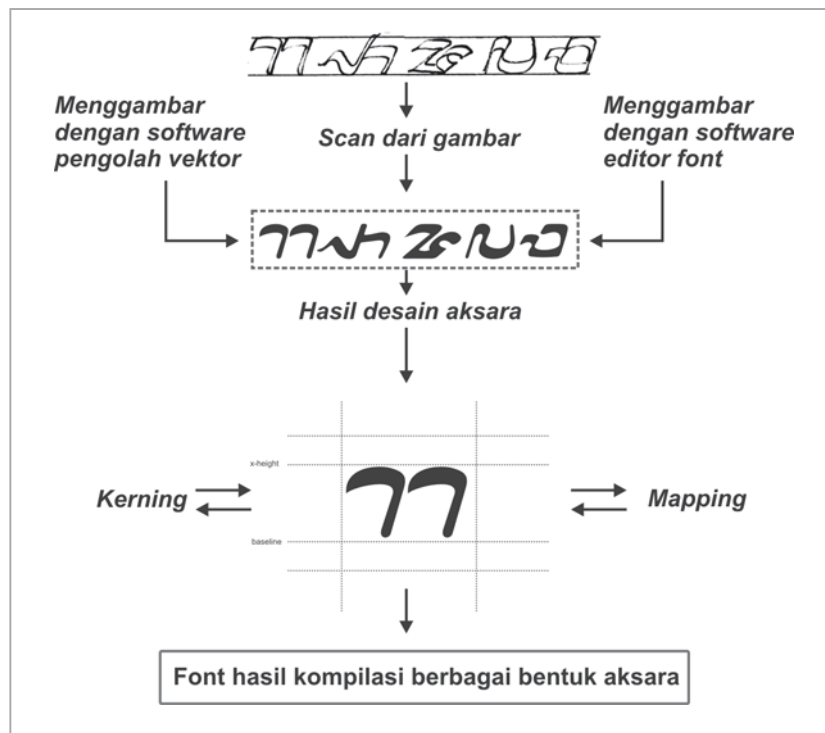 Menggambar
dengan software
pengolah vektor
Scan dari gambar
Menggambar
dengan software
editor font
Hasil desain aksara
x-height
Kerning
Mapping
baseline
Font hasil kompilasi berbagai bentuk aksara